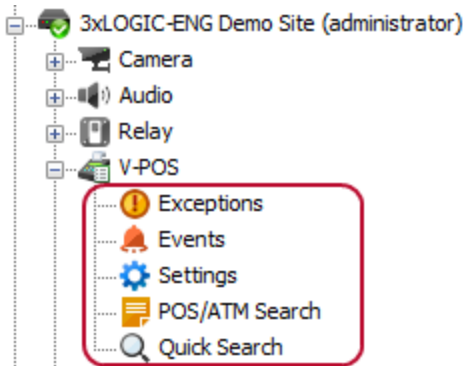 3xLOGIC-ENG Demo Site (administrator)
Camera
Audio
Relay
V-POS
Exceptions
Events
Settings
POS/ATM Search
Quick Search